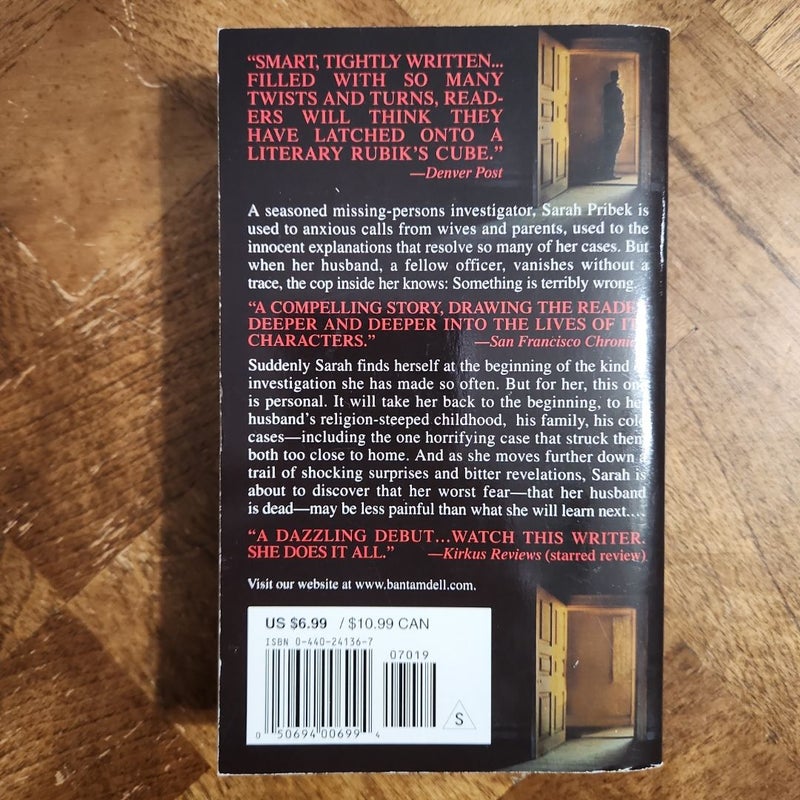 “SMART, TIGHTLY WRITTEN...
FILLED WITH SO MANY
TWISTS AND TURNS, READ-
ERS WILL THINK THEY
HAVE LATCHED ONTO A
LITERARY RUBIK’S CUBE.”
—Denver Post
A seasoned missing-persons investigator, Sarah Pribek is
used to anxious calls from wives and parents, used to the
innocent explanations that resolve so many of her cases. But
when her husband, a fellow officer, vanishes without a
trace, the cop inside her knows: Something is terribly wrong.
“A COMPELLING STORY, DRAWING THE READE
DEEPER AND DEEPER INTO THE LIVES OF IT
CHARACTERS.” —San Francisco Chronic
Suddenly Sarah finds herself at the beginning of the kind
investigation she has made so often. But for her, this one
is personal. It will take her back to the beginning, to her
husband’s religion-steeped childhood, his family, his cold
cases—including the one horrifying case that struck them
both too close to home. And as she moves further down a
trail of shocking surprises and bitter revelations, Sarah is
about to discover that her worst fear—that her husband
is dead—may be less painful than what she will learn next....
“A DAZZLING DEBUT...WATCH THIS WRITER.
SHE DOES IT ALL.” —Kirkus Reviews (starred review)
Visit our website at www.bantamdell.com.
US $6.99 / $10.99 CAN
ISBN 0-440-24136-7
07019
0 50694 00699 4
S